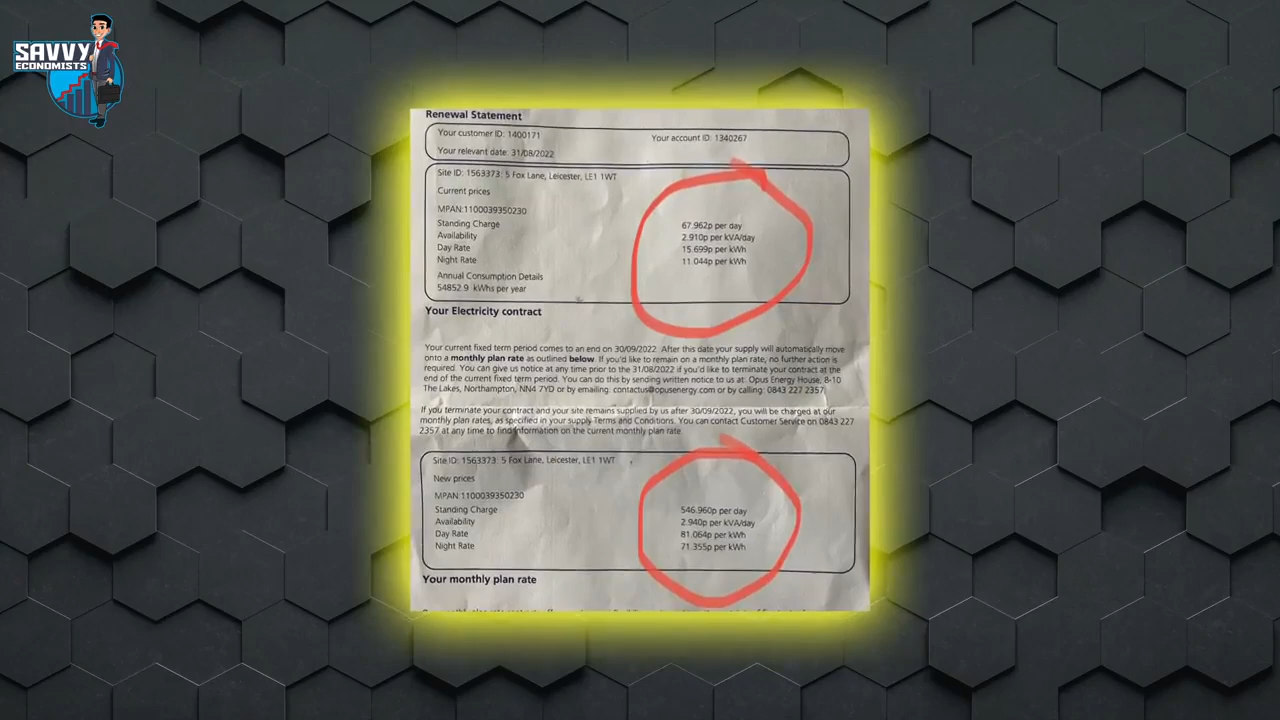 SAVVY
ECONOMISTS
Renewal Statement
Your customer ID: 1400171 Your account ID: 1340267
Your relevant date: 31/08/2022
Site ID: 1563373: 5 Fox Lane, Leicester, LE1 1WT
Current prices
MPAN:1100039350230
Standing Charge 67.962p per day
Availability 2.910p per kVA/day
Day Rate 15.699p per kWh
Night Rate 11.044p per kWh
Annual Consumption Details
54852.9 kWhs per year
Your Electricity contract
Your current fixed term period comes to an end on 30/09/2022. After this date your supply will automatically move
onto a monthly plan rate as outlined below. If you'd like to remain on a monthly plan rate, no further action is
required. You can give us notice at any time prior to the 31/08/2022 if you'd like to terminate your contract at the
end of the current fixed term period. You can do this by sending written notice to us at: Opus Energy House, 8-10
The Lakes, Northampton, NN4 7YD or by emailing: contactus@opusenergy.com or by calling: 0843 227 2357
If you terminate your contract and your site remains supplied by us after 30/09/2022, you will be charged at our
monthly plan rates, as specified in your supply Terms and Conditions. You can contact Customer Service on 0843 227
2357 at any time to find information on the current monthly plan rate.
Site ID: 1563373: 5 Fox Lane, Leicester, LE1 1WT
New prices
MPAN:1100039350230
Standing Charge 546.960p per day
Availability 2.940p per kVA/day
Day Rate 81.064p per kWh
Night Rate 71.355p per kWh
Your monthly plan rate